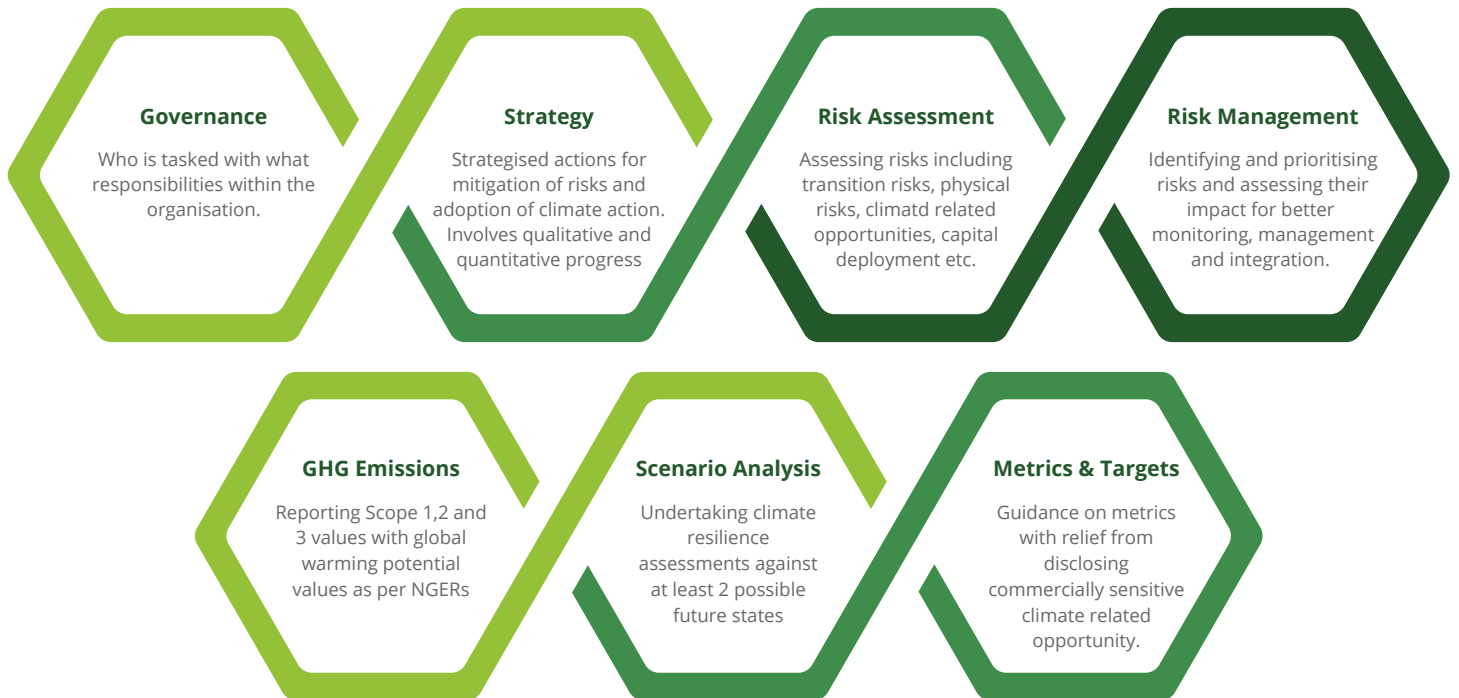 Governance
Who is tasked with what
responsibilities within the
organisation.
Strategy
Strategised actions for
mitigation of risks and
adoption of climate action.
Involves qualitative and
quantitative progress
Risk Assessment
Assessing risks including
transition risks, physical
risks, climatd related
opportunities, capital
deployment etc.
Risk Management
Identifying and prioritising
risks and assessing their
impact for better
monitoring, management
and integration.
GHG Emissions
Reporting Scope 1,2 and
3 values with global
warming potential
values as per NGERs
Scenario Analysis
Undertaking climate
resilience
assessments against
at least 2 possible
future states
Metrics & Targets
Guidance on metrics
with relief from
disclosing
commercially sensitive
climate related
opportunity.